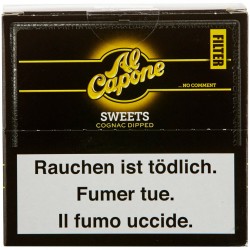 Al
Capone
FILTER
...NO COMMENT
SWEETS
COGNAC DIPPED
Rauchen ist tödlich.
Fumer tue.
Il fumo uccide.